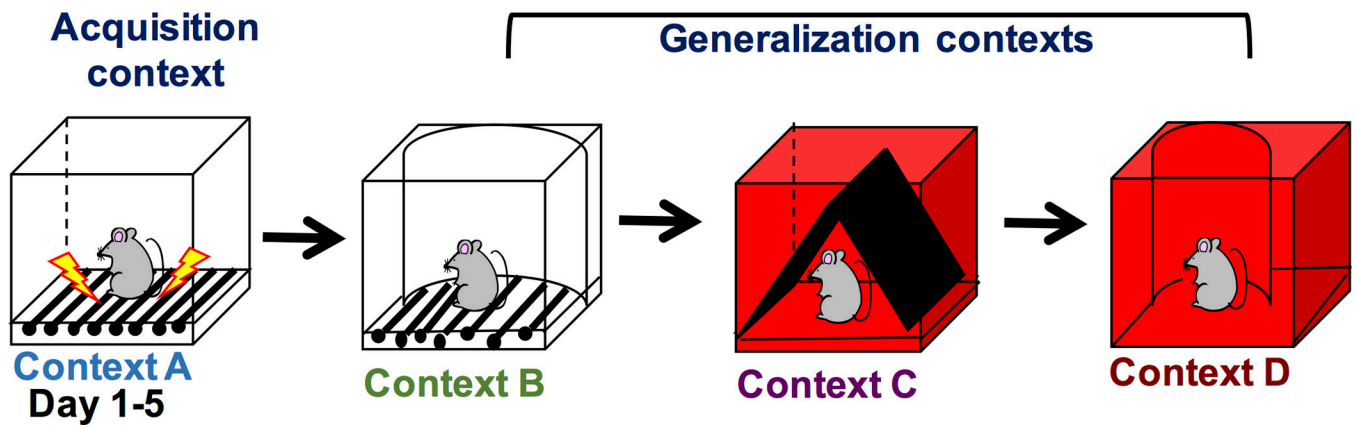 Acquisition
context
Generalization contexts
Context A
Day 1-5
Context B
Context C
Context D